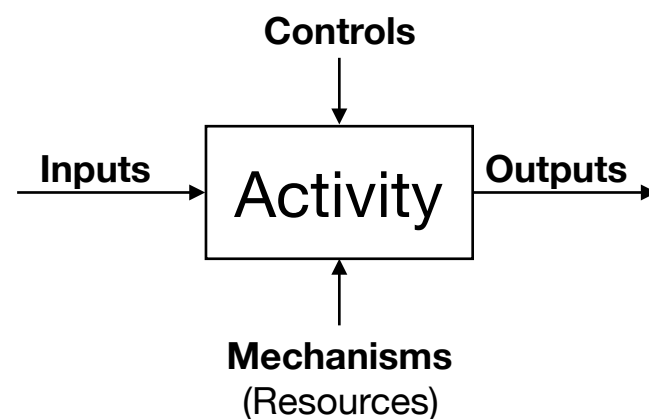 Controls
Inputs
Activity
Outputs
Mechanisms
(Resources)